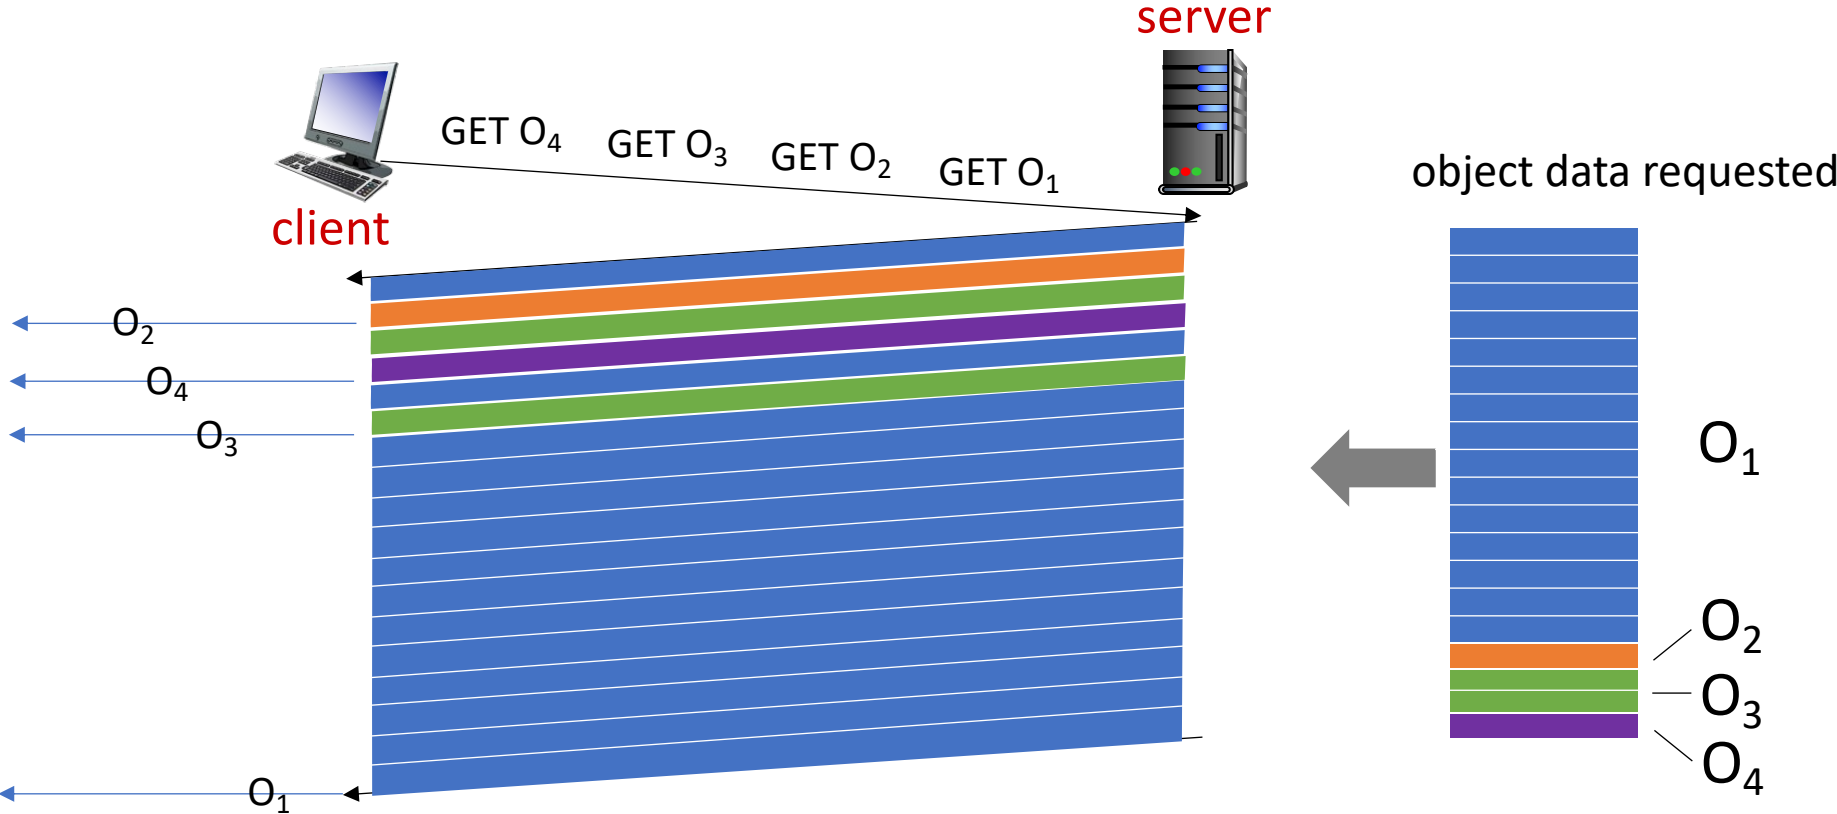 server
GET O₄
GET O₃
GET O₂
GET O₁
object data requested
client
O₂
O₄
O₃
O₁
O₁
O₂
O₃
O₄